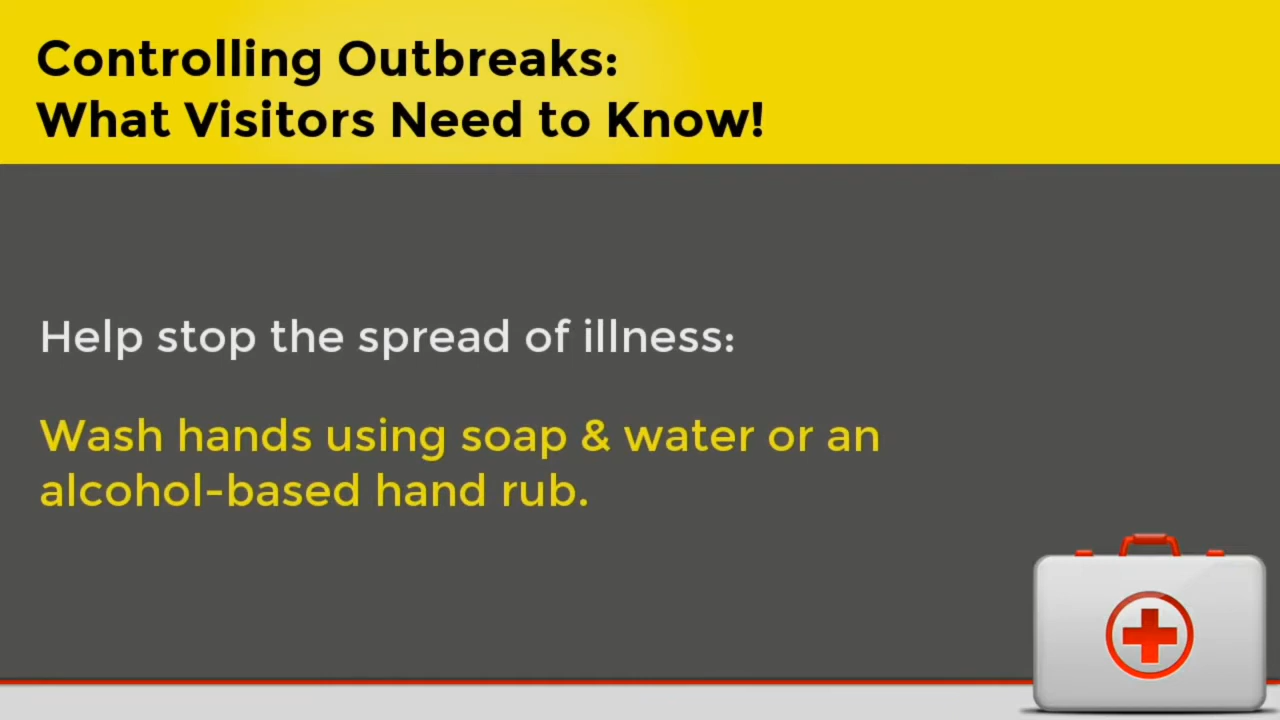 Controlling Outbreaks:
What Visitors Need to Know!
Help stop the spread of illness:
Wash hands using soap & water or an
alcohol-based hand rub.